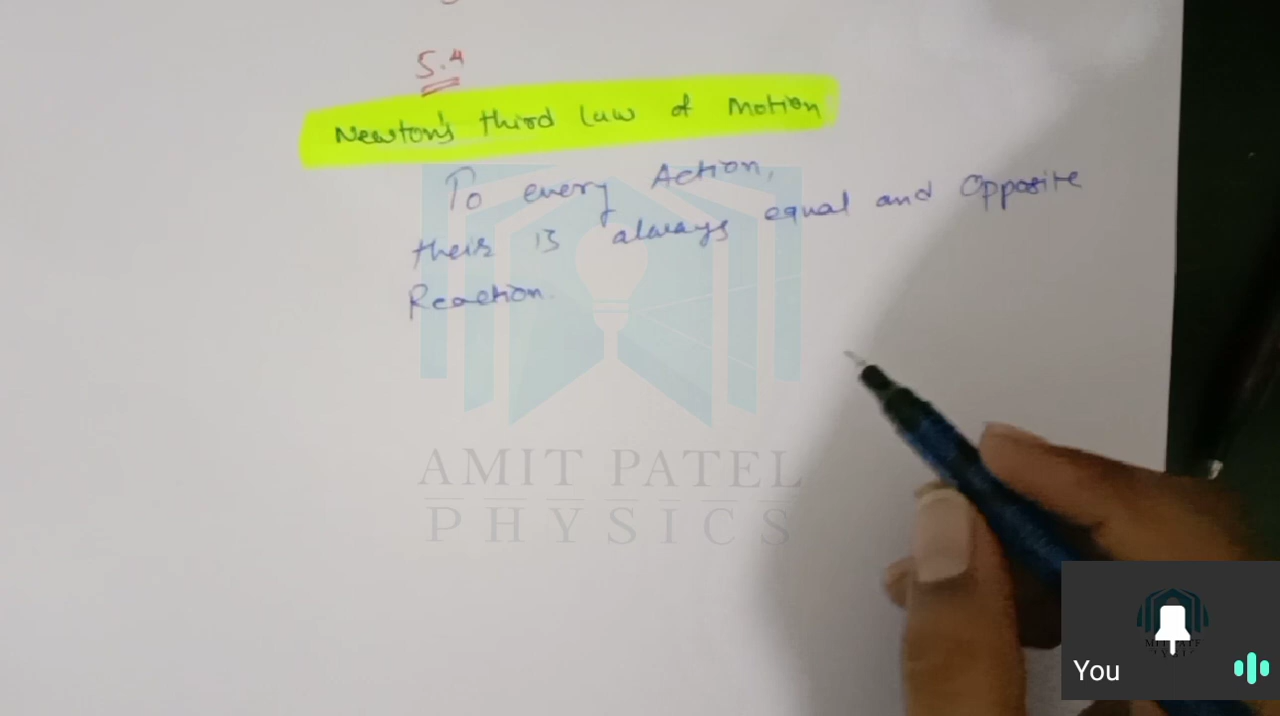 5.4
Newton's third law of motion
To every Action,
their is always equal and Opposite
Reaction.
AMIT PATEL
PHYSICS
You